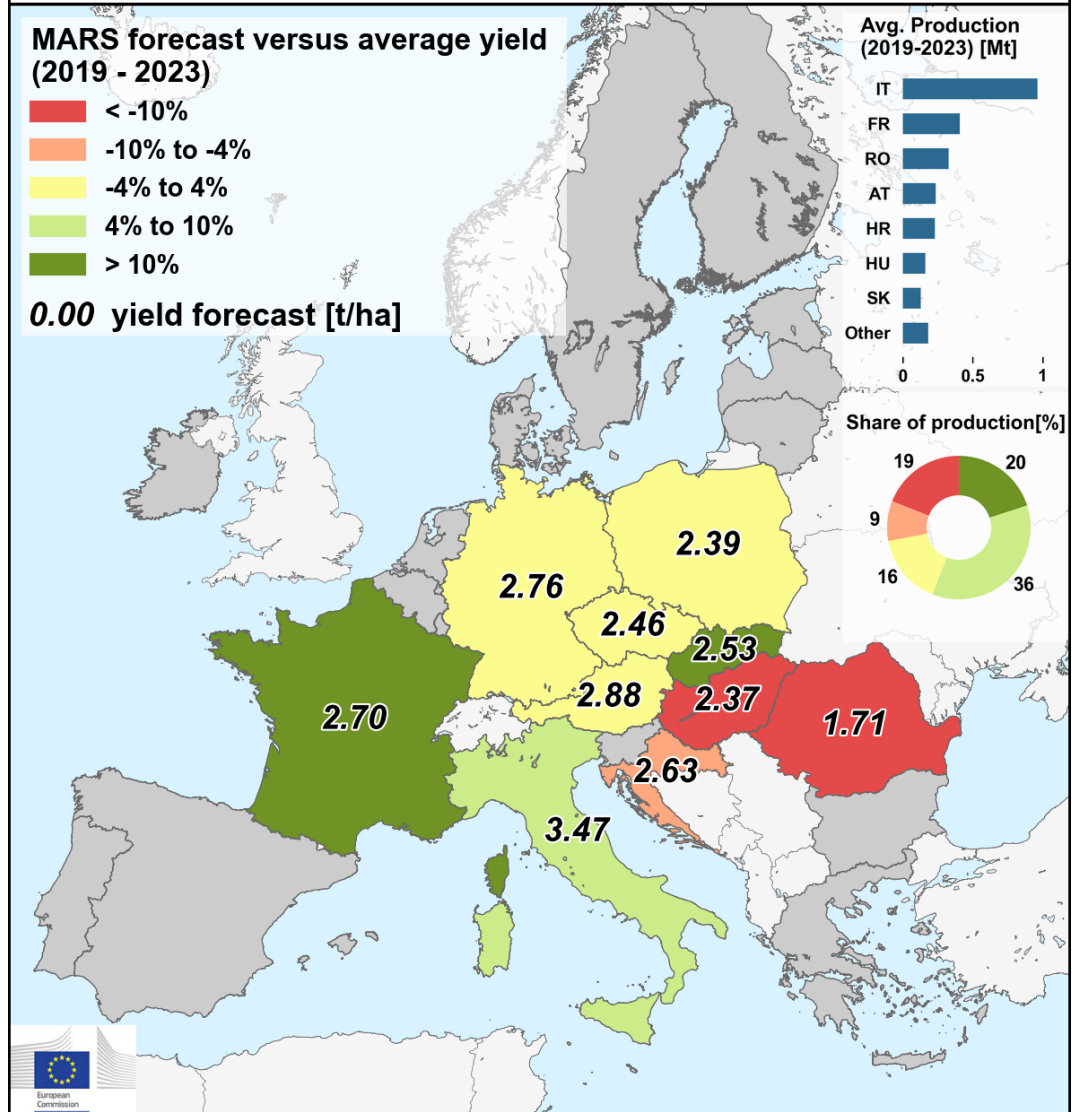 MARS forecast versus average yield
(2019 - 2023)
< -10%
-10% to -4%
-4% to 4%
4% to 10%
> 10%
0.00 yield forecast [t/ha]
Avg. Production
(2019-2023) [Mt]
IT
FR
RO
AT
HR
HU
SK
Other
0 0.5 1
Share of production[%]
19
20
9
16
36
2.39
2.76
2.46
2.53
2.88
2.37
2.70
1.71
2.63
3.47
European
Commission